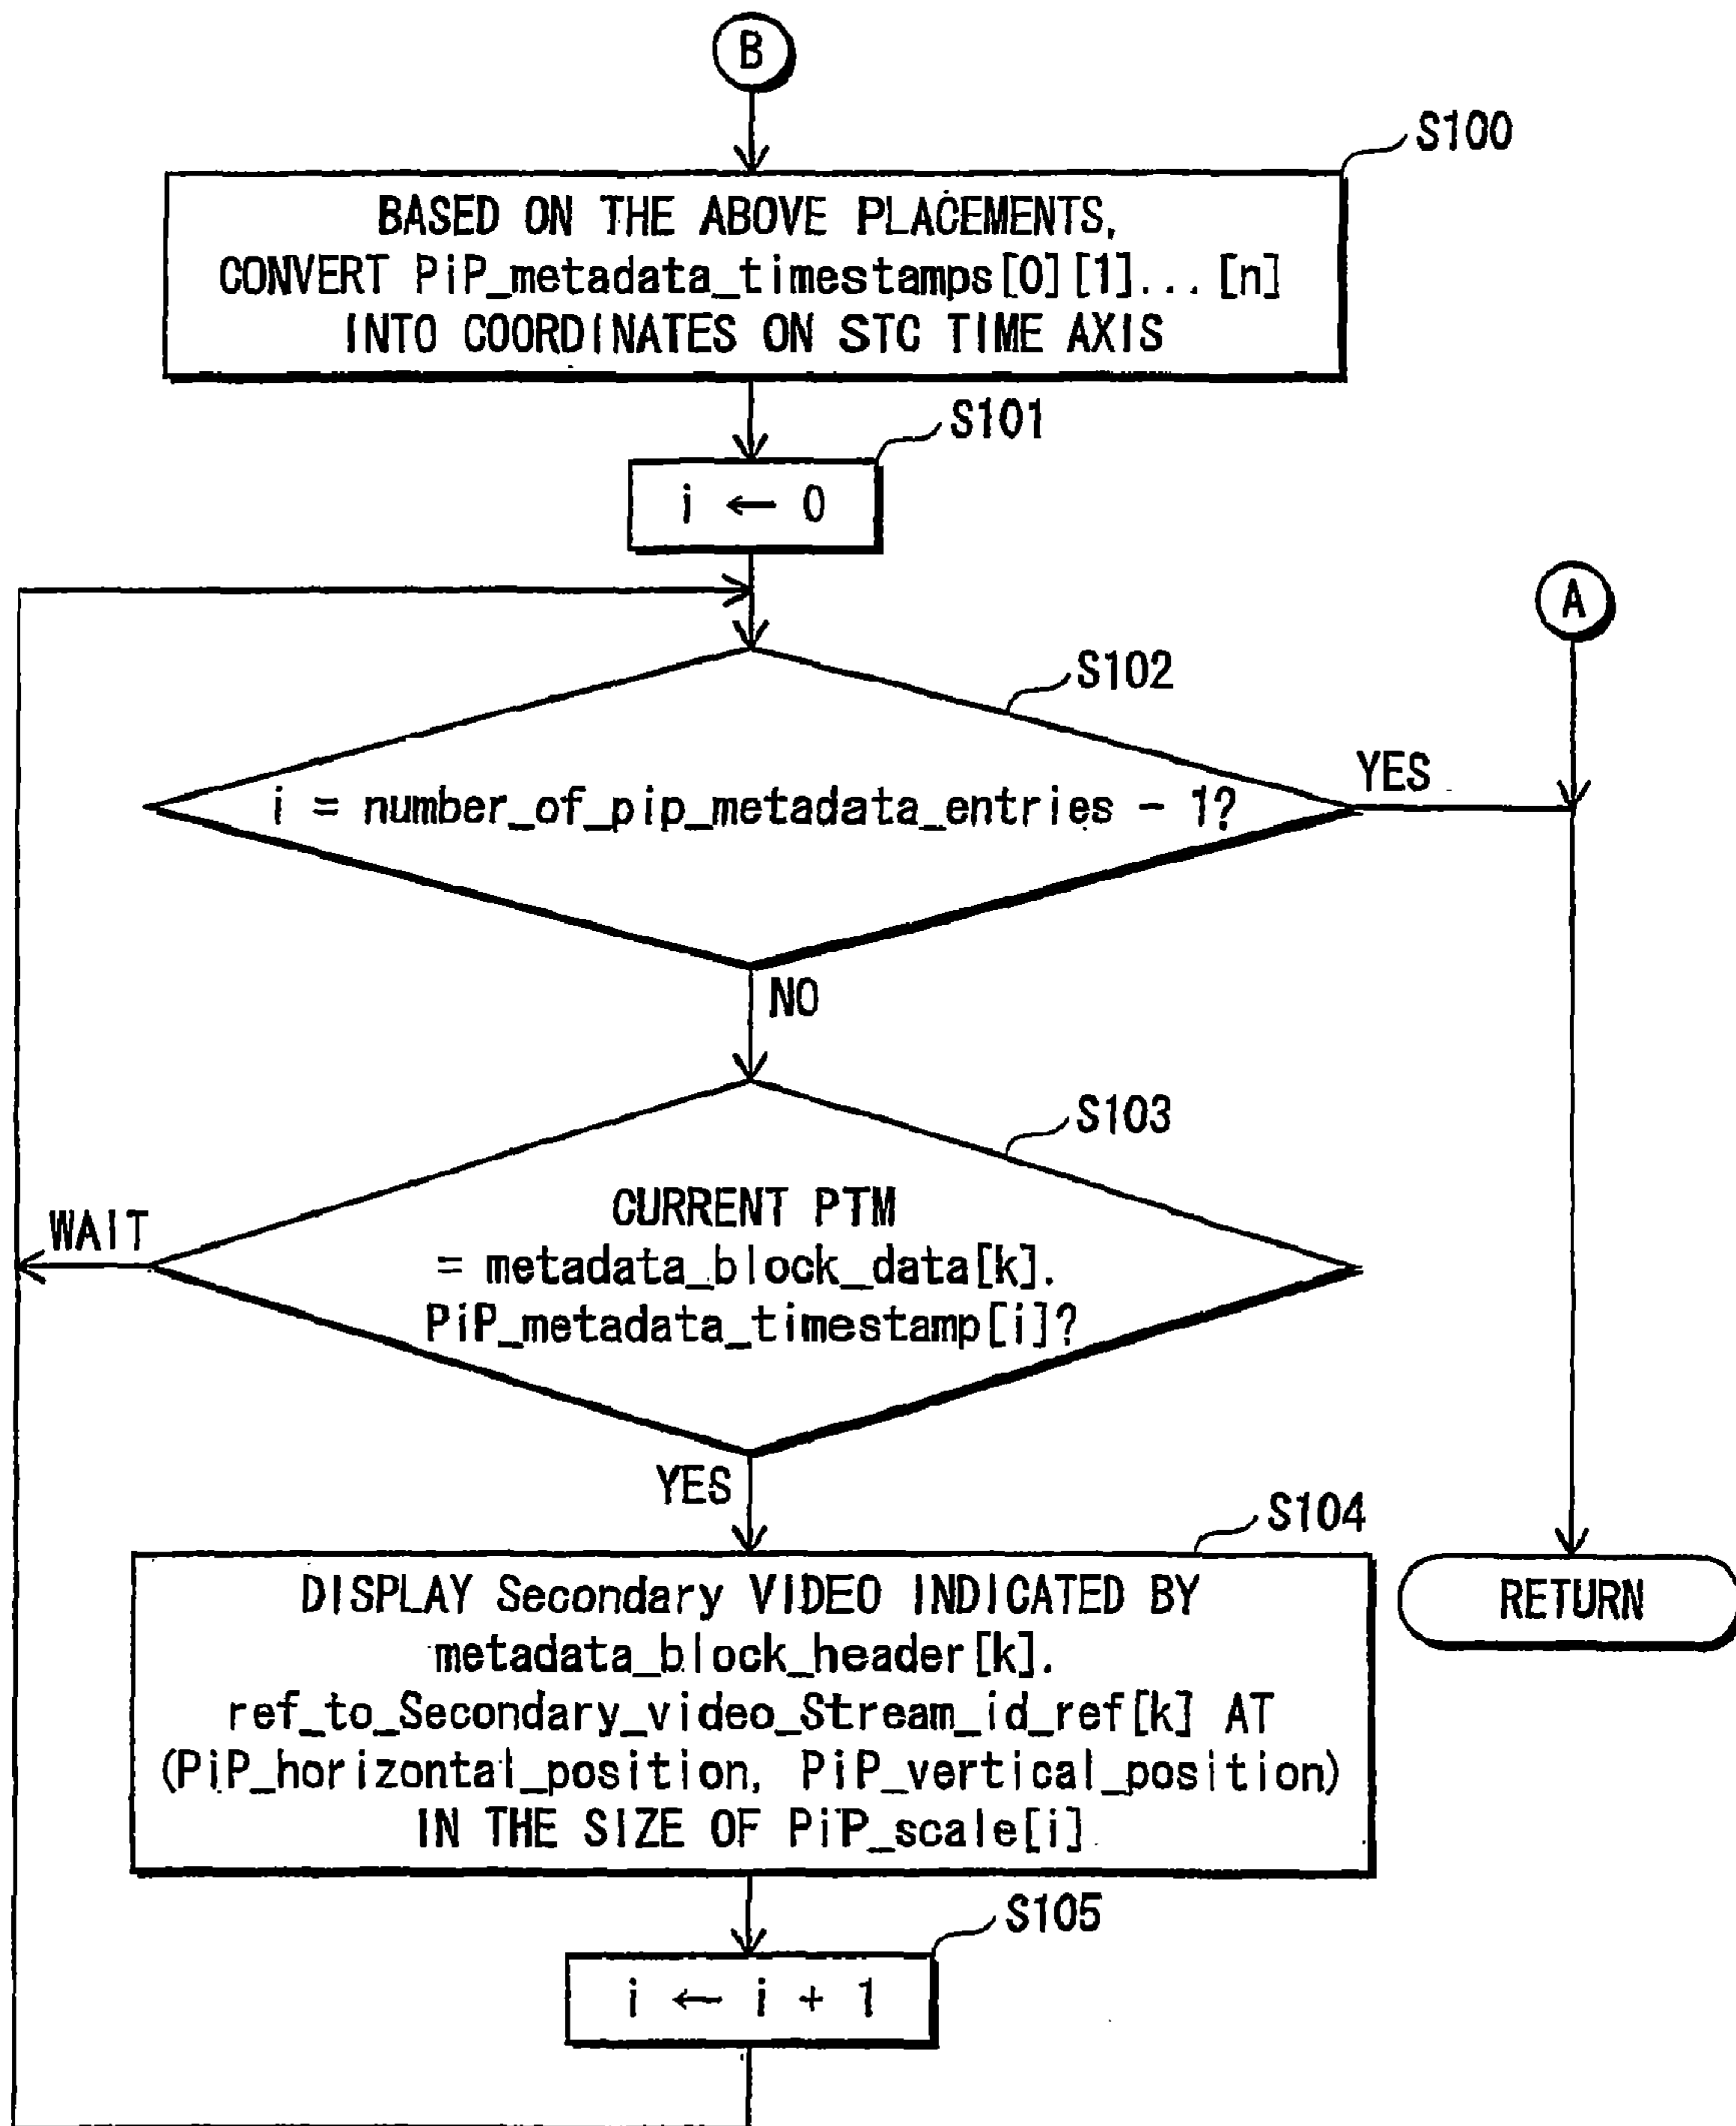 B
S100
BASED ON THE ABOVE PLACEMENTS,
CONVERT PiP_metadata_timestamps[0][1]...[n]
INTO COORDINATES ON STC TIME AXIS
S101
i ← 0
A
S102
i = number_of_pip_metadata_entries - 1?
YES
NO
S103
CURRENT PTM
= metadata_block_data[k].
PiP_metadata_timestamp[i]?
WAIT
YES
S104
DISPLAY Secondary VIDEO INDICATED BY
metadata_block_header[k].
ref_to_Secondary_video_Stream_id_ref[k] AT
(PiP_horizontal_position, PiP_vertical_position)
IN THE SIZE OF PiP_scale[i]
RETURN
S105
i ← i + 1